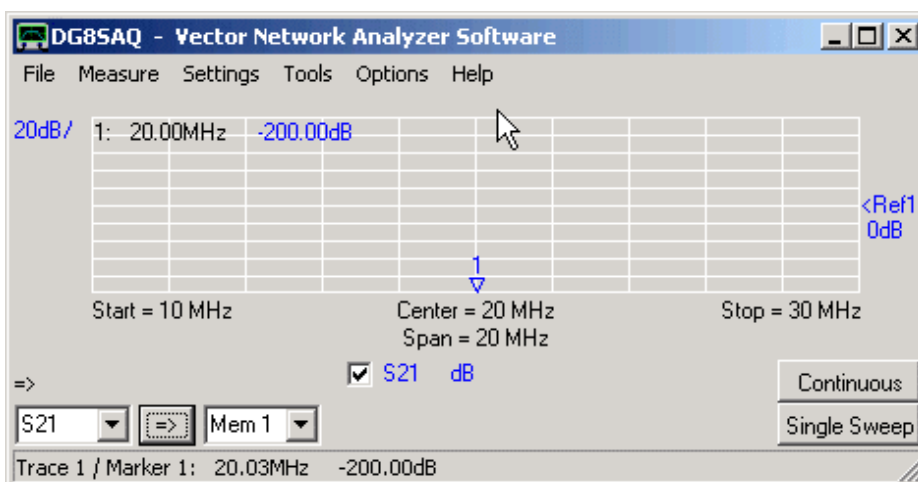 DG8SAQ - Vector Network Analyzer Software
File Measure Settings Tools Options Help
20dB/
1: 20.00MHz -200.00dB
<Ref1
0dB
1
Start = 10 MHz Center = 20 MHz Stop = 30 MHz
Span = 20 MHz
S21 dB
=>
Continuous
S21 => Mem 1
Single Sweep
Trace 1 / Marker 1: 20.03MHz -200.00dB